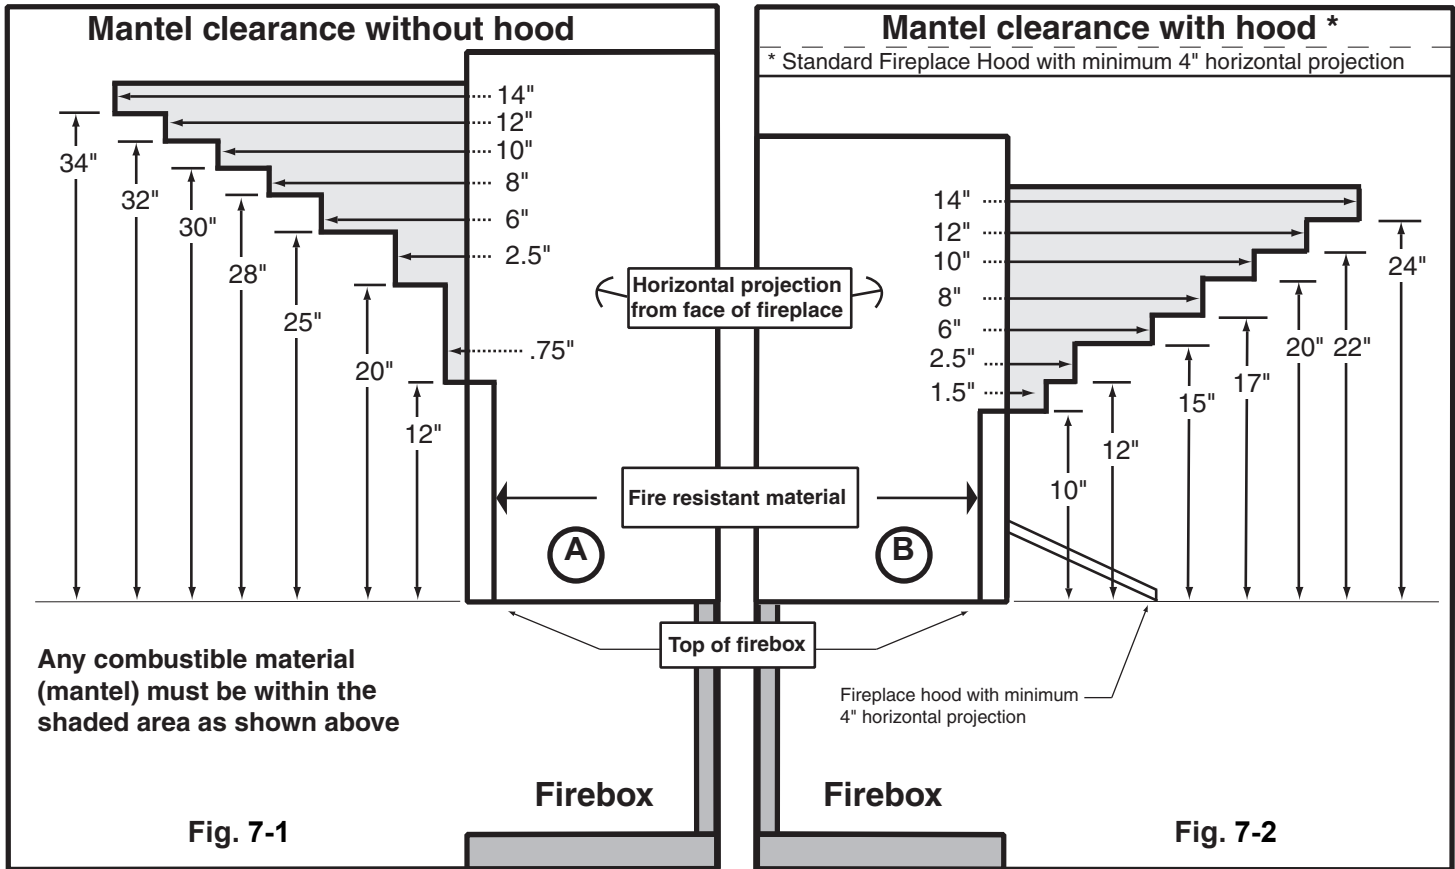 Mantel clearance without hood
14"
12"
10"
8"
6"
2.5"
.75"
34"
32"
30"
28"
25"
20"
12"
A
Any combustible material
(mantel) must be within the
shaded area as shown above
Firebox
Fig. 7-1
Horizontal projection
from face of fireplace
Fire resistant material
Top of firebox
Mantel clearance with hood *
* Standard Fireplace Hood with minimum 4" horizontal projection
14"
12"
10"
8"
6"
2.5"
1.5"
10"
12"
15"
17"
20"
22"
24"
B
Fireplace hood with minimum
4" horizontal projection
Firebox
Fig. 7-2